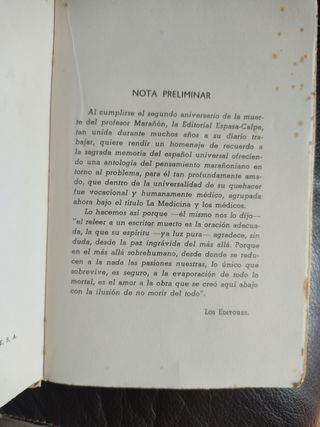 NOTA PRELIMINAR
Al cumplirse el segundo aniversario de la muer-
te del profesor Marañón, la Editorial Espasa-Calpe,
tan unida durante muchos años a su diario tra-
bajar, quiere rendir un homenaje de recuerdo a
la sagrada memoria del español universal ofrecien-
do una antología del pensamiento marañoniano en
torno al problema, para él tan profundamente ama-
do, que dentro de la universalidad de su quehacer
fue vocacional y humanamente médico, agrupada
ahora bajo el título La Medicina y los médicos.
Lo hacemos así porque —él mismo nos lo dijo—
"el releer a un escritor muerto es la oración adecua-
da, la que su espíritu —ya luz pura— agradece, sin
duda, desde la paz ingrávida del más allá. Porque
en el más allá sobrehumano, desde donde se redu-
cen a la nada las pasiones nuestras, lo único que
sobrevive, es seguro, a la evaporación de todo lo
mortal, es el amor a la obra que se creó aquí abajo
con la ilusión de no morir del todo".
Los Editores.
E, S. A.